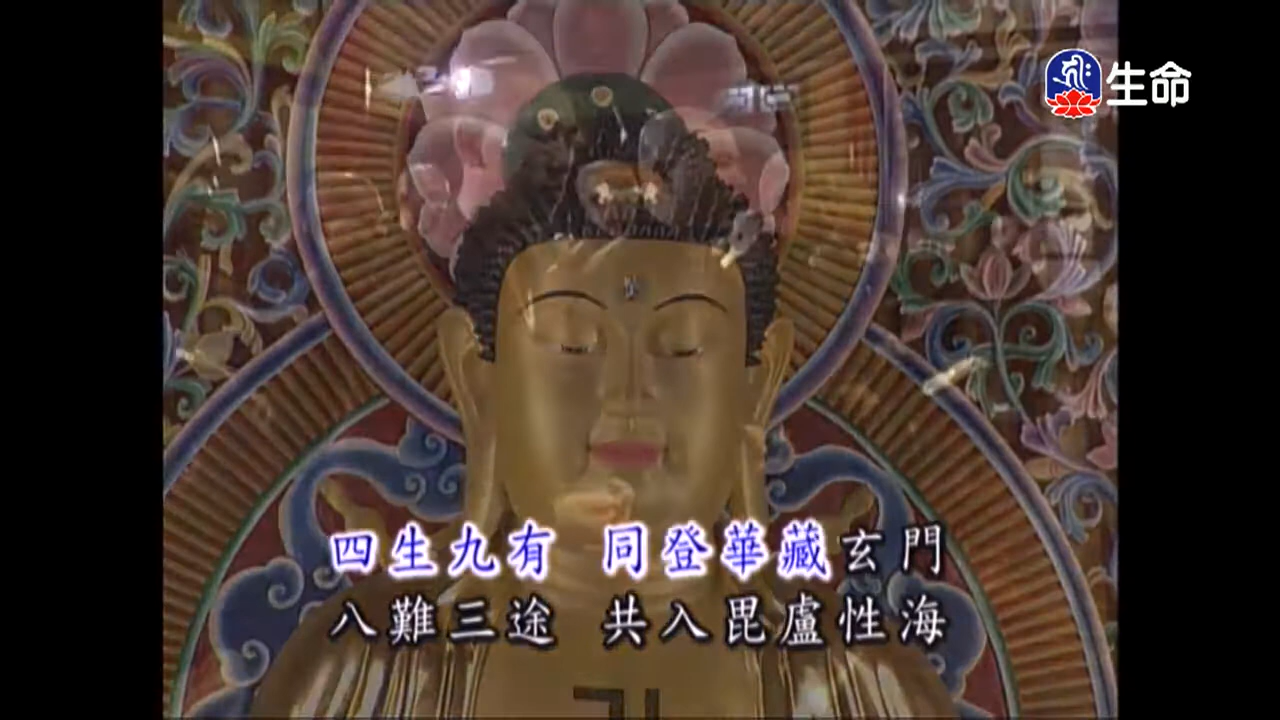 生命
四生九有 同登華藏玄門
八難三途 共入毘盧性海